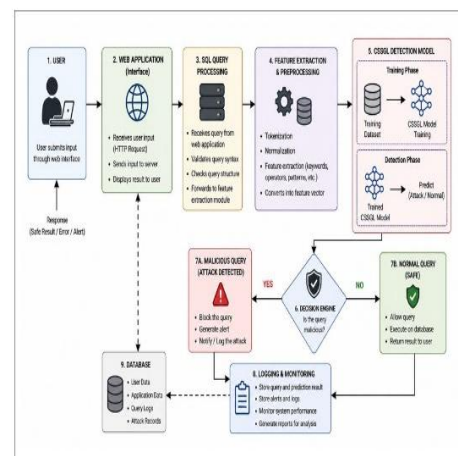 1. USER
User submits input
through web interface
Response
(Safe Result / Error / Alert)
2. WEB APPLICATION
(Interface)
• Receives user input
(HTTP Request)
• Sends input to server
• Displays result to user
3. SQL QUERY
PROCESSING
• Receives query from
web application
• Validates query syntax
• Checks query structure
• Forwards to feature
extraction module
4. FEATURE EXTRACTION
& PREPROCESSING
• Tokenization
• Normalization
• Feature extraction (keywords,
operators, patterns, etc.)
• Converts into feature vector
5. CSSGL DETECTION MODEL
Training Phase
Training
Dataset
CSSGL Model
Training
Detection Phase
Trained
CSSGL Model
Predict
(Attack / Normal)
6. DECISION ENGINE
Is the query
malicious?
YES
NO
7A. MALICIOUS QUERY
(ATTACK DETECTED)
• Block the query
• Generate alert
• Notify / Log the attack
7B. NORMAL QUERY
(SAFE)
• Allow query
• Execute on database
• Return result to user
8. LOGGING & MONITORING
• Store query and prediction result
• Store alerts and logs
• Monitor system performance
• Generate reports for analysis
9. DATABASE
• User Data
• Application Data
• Query Logs
• Attack Records